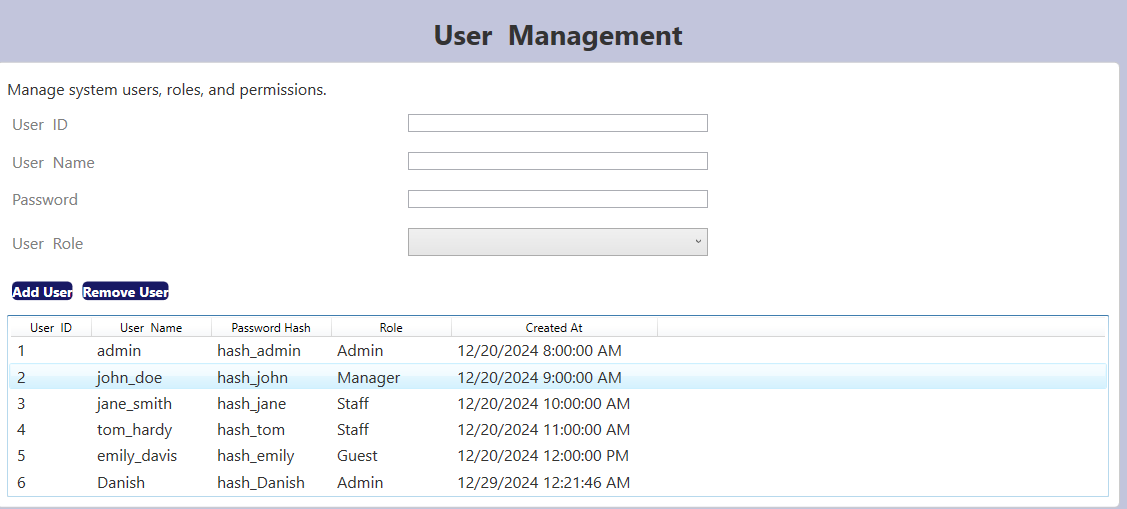 User Management
Manage system users, roles, and permissions.
User ID
User Name
Password
User Role
Add User Remove User
User ID User Name Password Hash Role Created At
1 admin hash_admin Admin 12/20/2024 8:00:00 AM
2 john_doe hash_john Manager 12/20/2024 9:00:00 AM
3 jane_smith hash_jane Staff 12/20/2024 10:00:00 AM
4 tom_hardy hash_tom Staff 12/20/2024 11:00:00 AM
5 emily_davis hash_emily Guest 12/20/2024 12:00:00 PM
6 Danish hash_Danish Admin 12/29/2024 12:21:46 AM